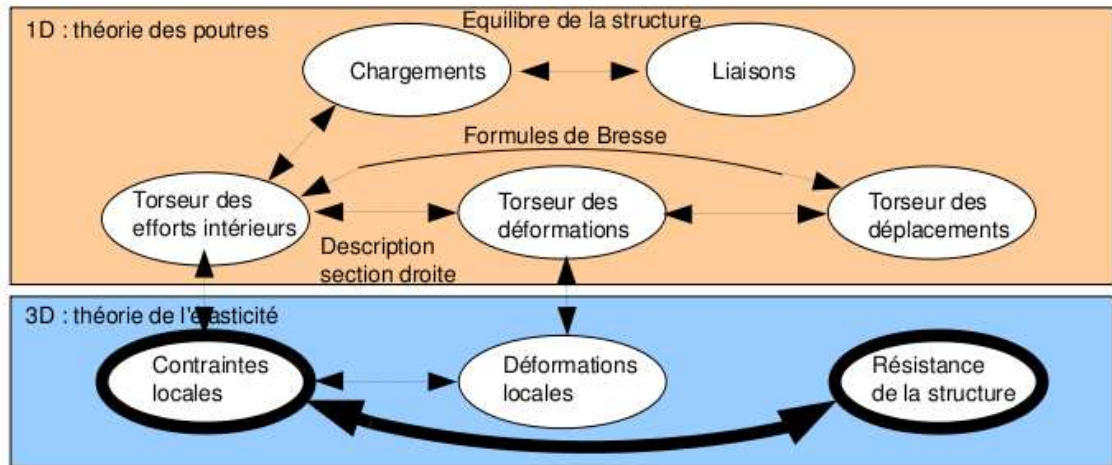 Equilibre de la structure
1D : théorie des poutres
Chargements
Liaisons
Formules de Bresse
Torseur des
efforts intérieurs
Torseur des
déformations
Torseur des
déplacements
Description
section droite
3D : théorie de l'élasticité
Contraintes
locales
Déformations
locales
Résistance
de la structure